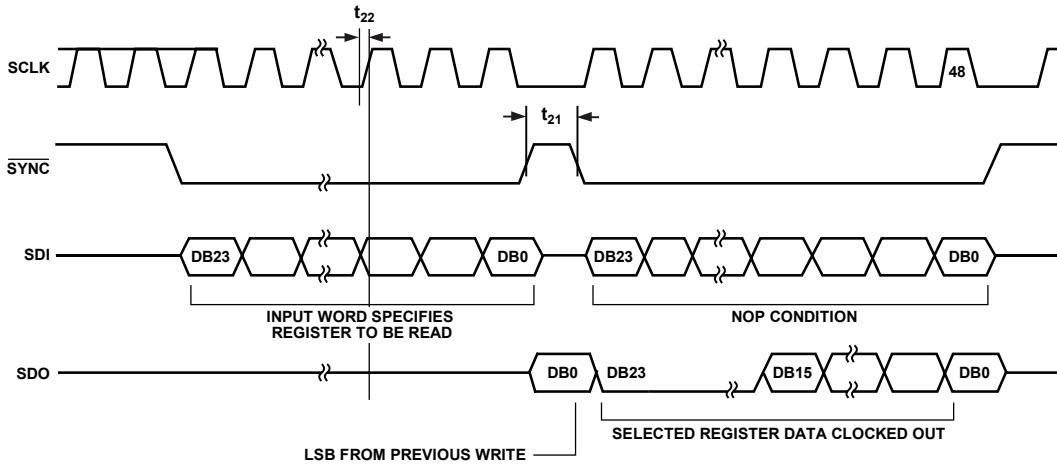 t22
SCLK
48
t21
SYNC
SDI
DB23
DB0
DB23
DB0
INPUT WORD SPECIFIES
REGISTER TO BE READ
NOP CONDITION
SDO
DB0
DB23
DB15
DB0
SELECTED REGISTER DATA CLOCKED OUT
LSB FROM PREVIOUS WRITE